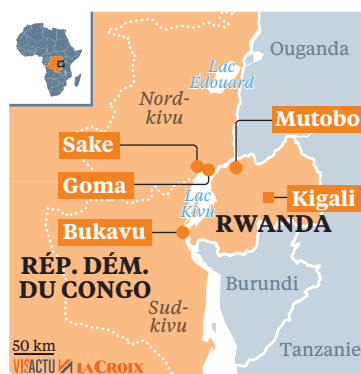 Ouganda
Lac
Édouard
Nord-
kivu
Mutobo
Sake
Goma
Lac
Kivu
Kigali
Bukavu
RWANDA
RÉP. DÉM.
DU CONGO
Burundi
Sud-
kivu
50 km
Tanzanie
VISACTU LA CROIX